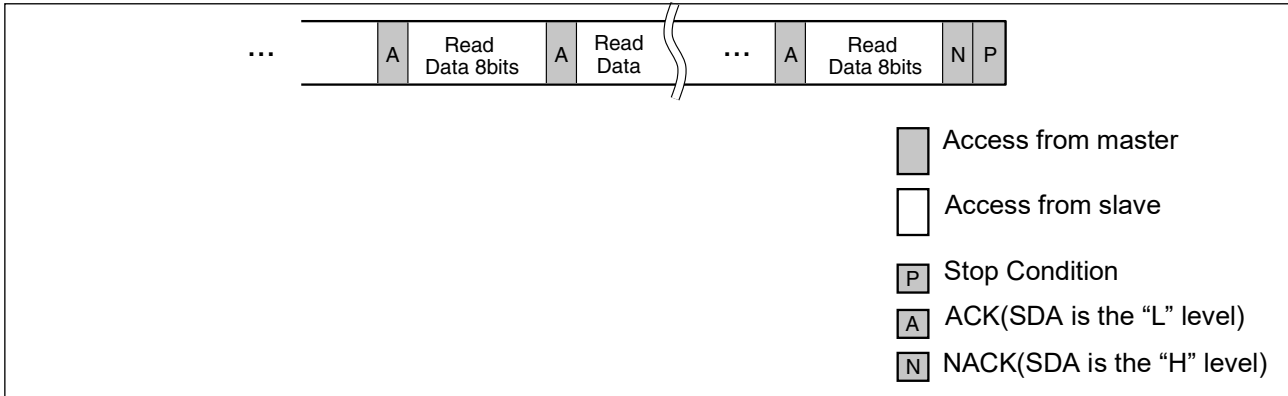 ... A Read Data 8bits A Read Data ... A Read Data 8bits N P
Access from master
Access from slave
P Stop Condition
A ACK(SDA is the “L” level)
N NACK(SDA is the “H” level)